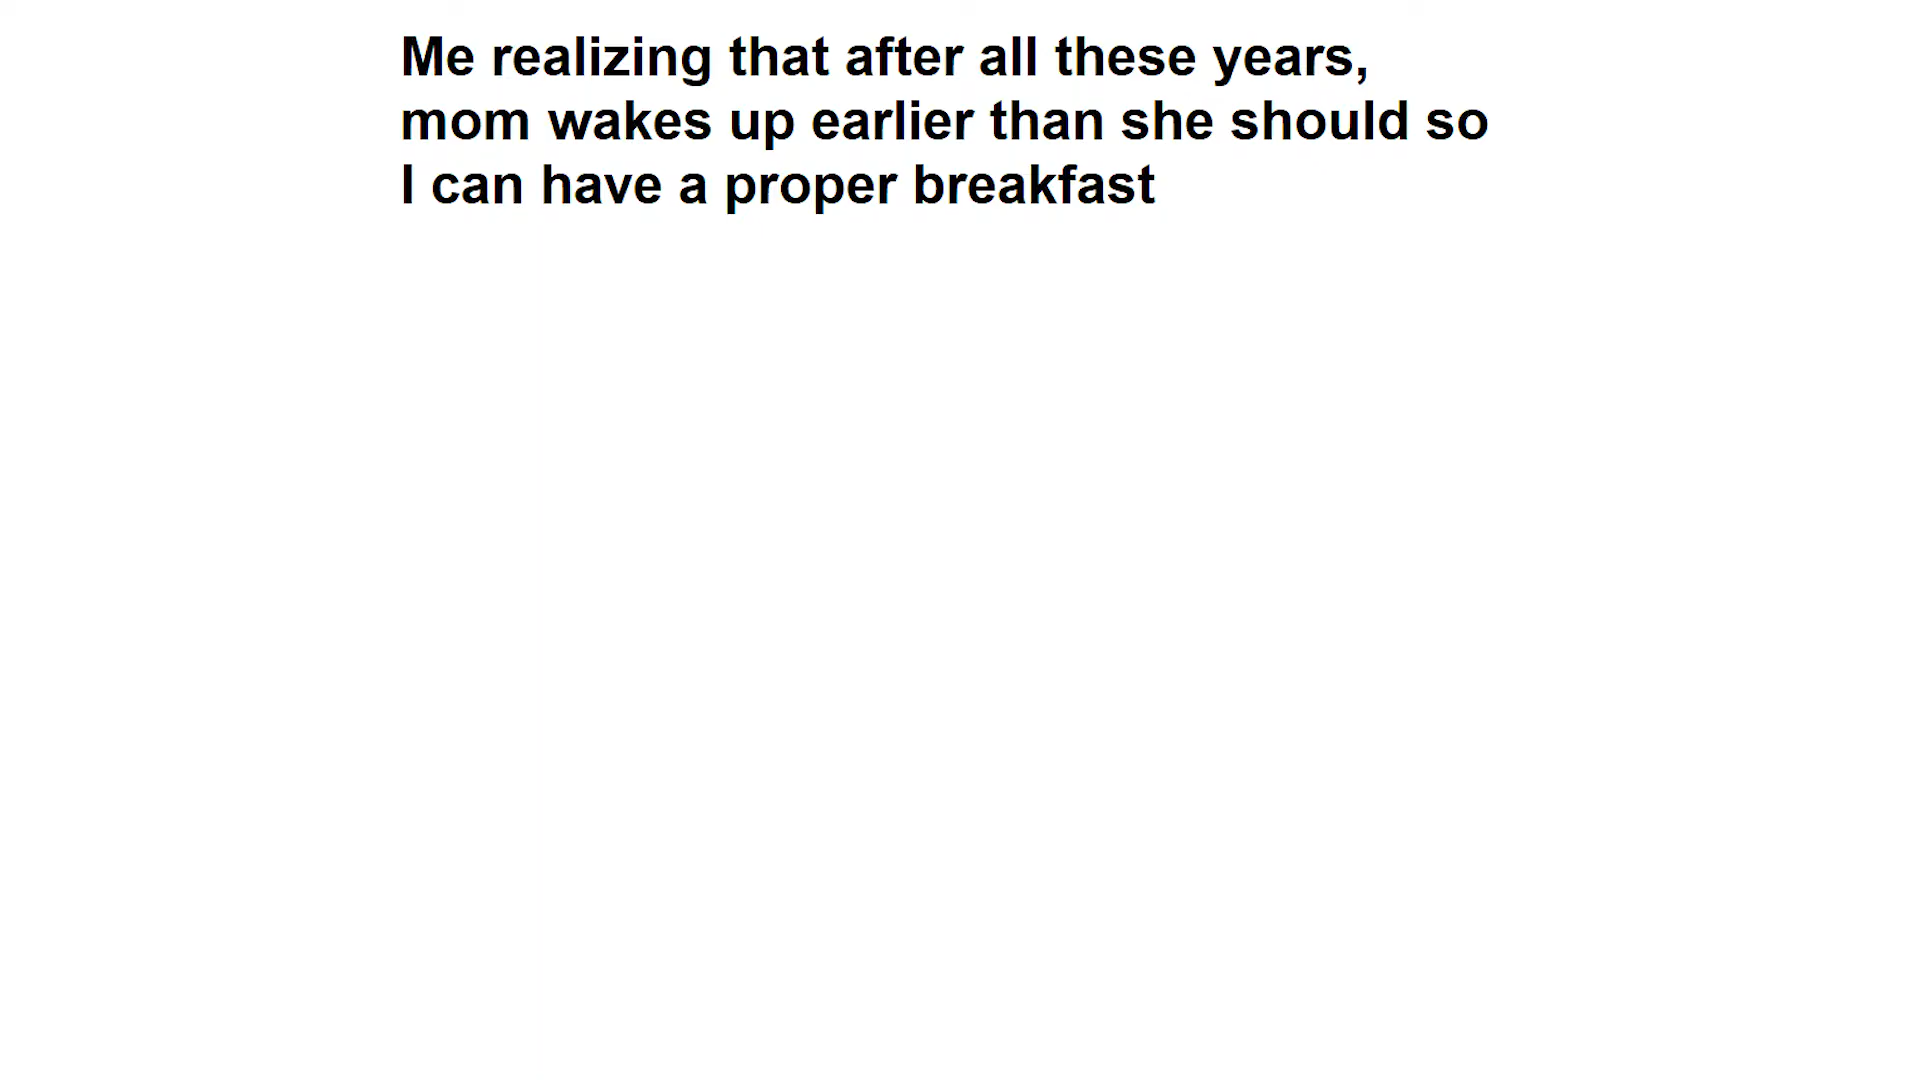 Me realizing that after all these years,
mom wakes up earlier than she should so
I can have a proper breakfast